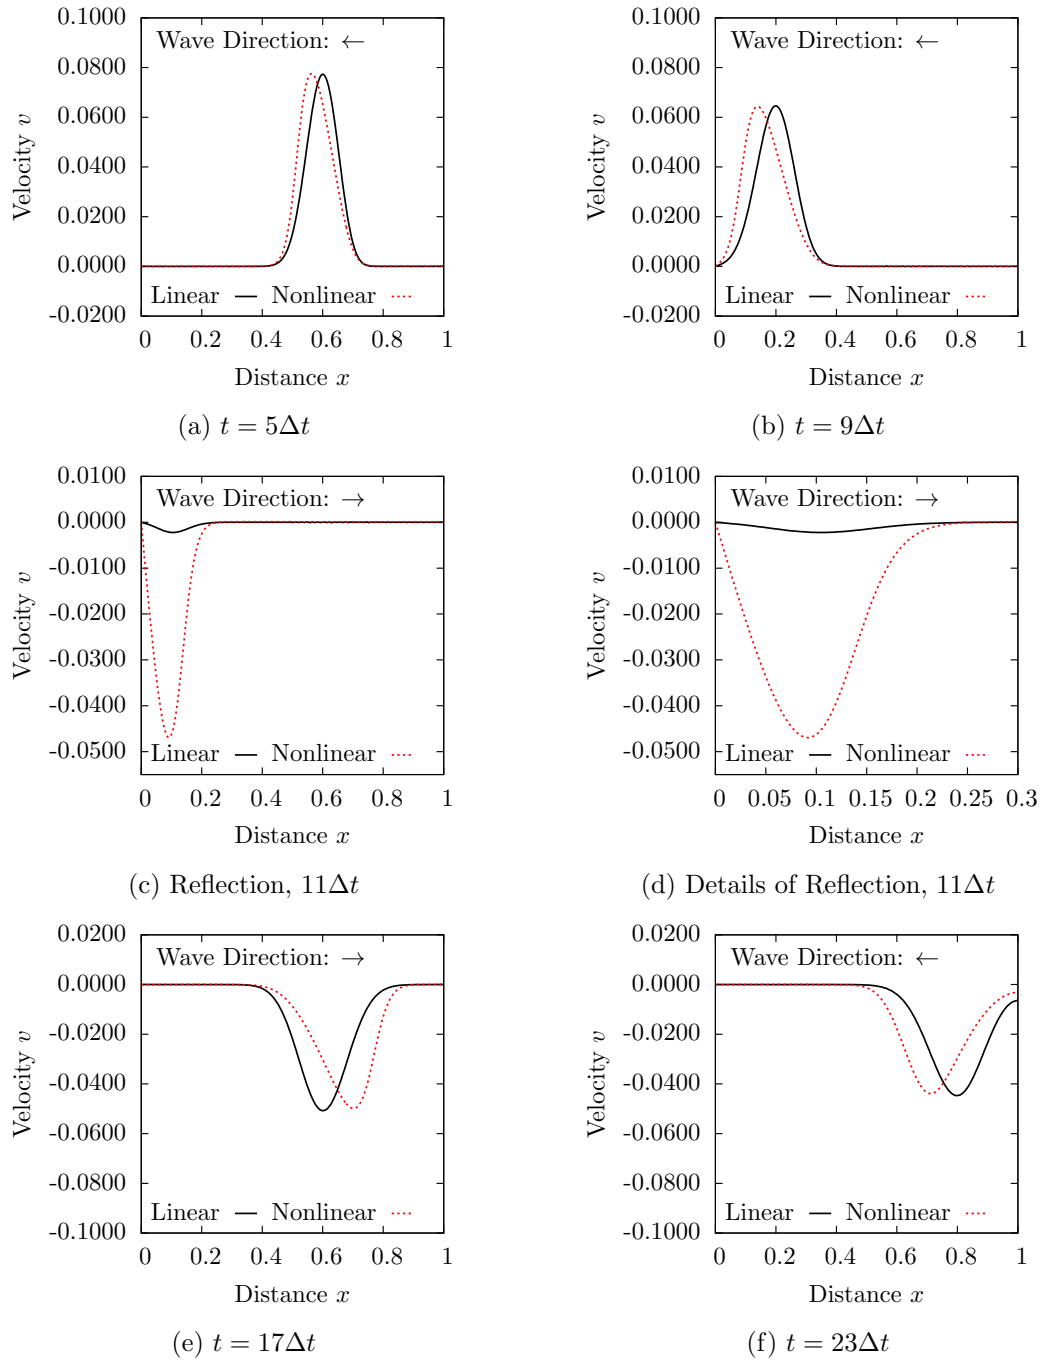 0.1000
0.0800
0.0600
0.0400
0.0200
0.0000
-0.0200
Velocity v
Wave Direction: ←
Linear Nonlinear
0 0.2 0.4 0.6 0.8 1
Distance x
(a) t = 5Δt
0.1000
0.0800
0.0600
0.0400
0.0200
0.0000
-0.0200
Velocity v
Wave Direction: ←
Linear Nonlinear
0 0.2 0.4 0.6 0.8 1
Distance x
(b) t = 9Δt
0.0100
0.0000
-0.0100
-0.0200
-0.0300
-0.0400
-0.0500
Velocity v
Wave Direction: →
Linear Nonlinear
0 0.2 0.4 0.6 0.8 1
Distance x
(c) Reflection, 11Δt
0.0100
0.0000
-0.0100
-0.0200
-0.0300
-0.0400
-0.0500
Velocity v
Wave Direction: →
Linear Nonlinear
0 0.05 0.1 0.15 0.2 0.25 0.3
Distance x
(d) Details of Reflection, 11Δt
0.0200
0.0000
-0.0200
-0.0400
-0.0600
-0.0800
-0.1000
Velocity v
Wave Direction: →
Linear Nonlinear
0 0.2 0.4 0.6 0.8 1
Distance x
(e) t = 17Δt
0.0200
0.0000
-0.0200
-0.0400
-0.0600
-0.0800
-0.1000
Velocity v
Wave Direction: ←
Linear Nonlinear
0 0.2 0.4 0.6 0.8 1
Distance x
(f) t = 23Δt